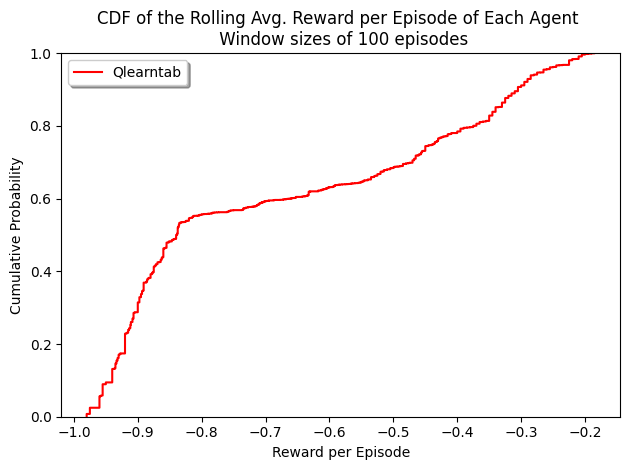 CDF of the Rolling Avg. Reward per Episode of Each Agent
Window sizes of 100 episodes
Qlearntab
1.0
0.8
0.6
0.4
0.2
0.0
Cumulative Probability
−1.0 −0.9 −0.8 −0.7 −0.6 −0.5 −0.4 −0.3 −0.2
Reward per Episode